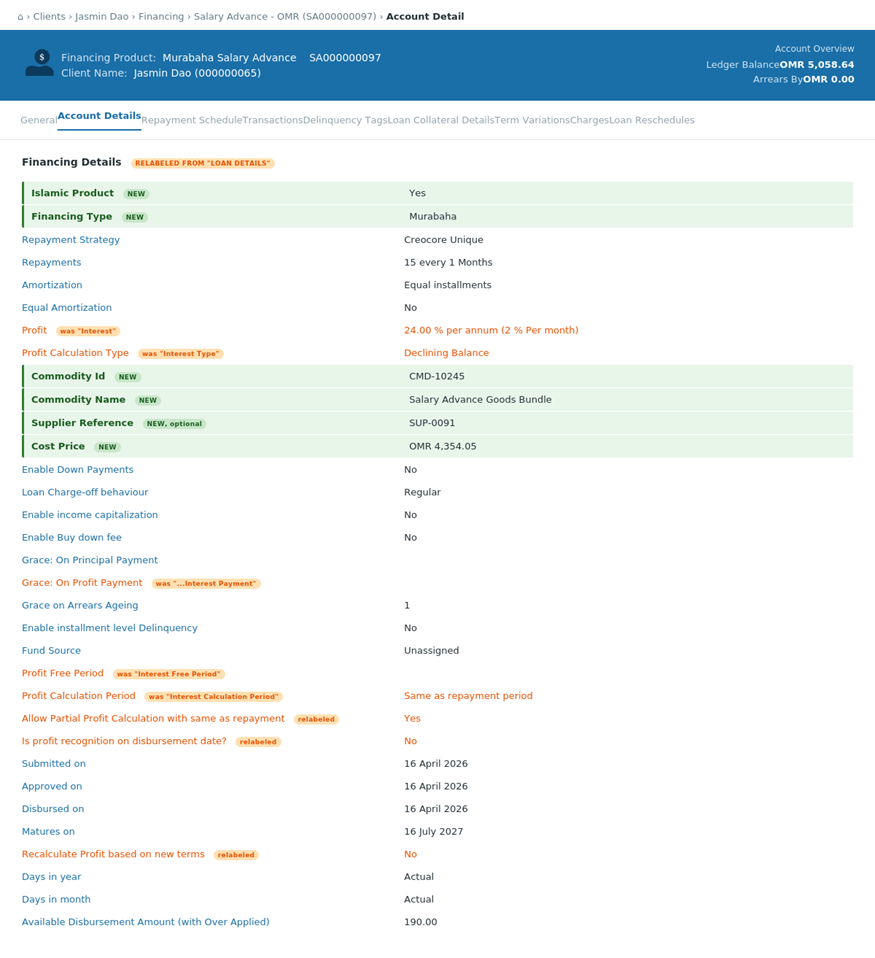 ⌂ › Clients › Jasmin Dao › Financing › Salary Advance - OMR (SA000000097) › Account Detail
$
Financing Product: Murabaha Salary Advance SA000000097
Client Name: Jasmin Dao (000000065)
Account Overview
Ledger BalanceOMR 5,058.64
Arrears ByOMR 0.00
General Account Details Repayment Schedule Transactions Delinquency Tags Loan Collateral Details Term Variations Charges Loan Reschedules
Financing Details RELABELED FROM "LOAN DETAILS"
Islamic Product NEW Yes
Financing Type NEW Murabaha
Repayment Strategy Creocore Unique
Repayments 15 every 1 Months
Amortization Equal installments
Equal Amortization No
Profit was "Interest" 24.00 % per annum (2 % Per month)
Profit Calculation Type was "Interest Type" Declining Balance
Commodity Id NEW CMD-10245
Commodity Name NEW Salary Advance Goods Bundle
Supplier Reference NEW, optional SUP-0091
Cost Price NEW OMR 4,354.05
Enable Down Payments No
Loan Charge-off behaviour Regular
Enable income capitalization No
Enable Buy down fee No
Grace: On Principal Payment
Grace: On Profit Payment was "...Interest Payment"
Grace on Arrears Ageing 1
Enable installment level Delinquency No
Fund Source Unassigned
Profit Free Period was "Interest Free Period"
Profit Calculation Period was "Interest Calculation Period" Same as repayment period
Allow Partial Profit Calculation with same as repayment relabeled Yes
Is profit recognition on disbursement date? relabeled No
Submitted on 16 April 2026
Approved on 16 April 2026
Disbursed on 16 April 2026
Matures on 16 July 2027
Recalculate Profit based on new terms relabeled No
Days in year Actual
Days in month Actual
Available Disbursement Amount (with Over Applied) 190.00